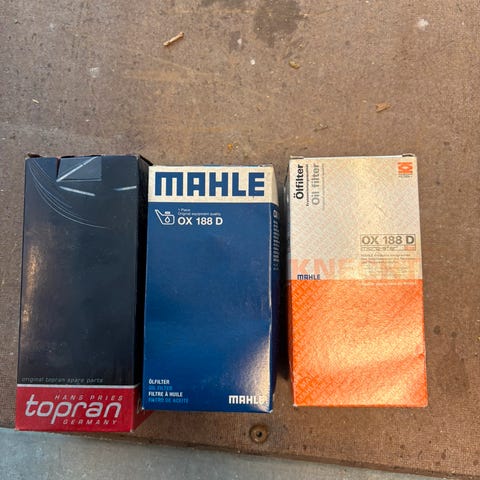 original topran spare parts
HANS PRIES
topran
GERMANY
MAHLE
1 Piece
Original equipment quality
OX 188 D
ÖLFILTER
OIL FILTER
FILTRE À HUILE
FILTRO DE ACEITE
MAHLE
Ölfilter
Oil filter
OX 188 D
MAHLE